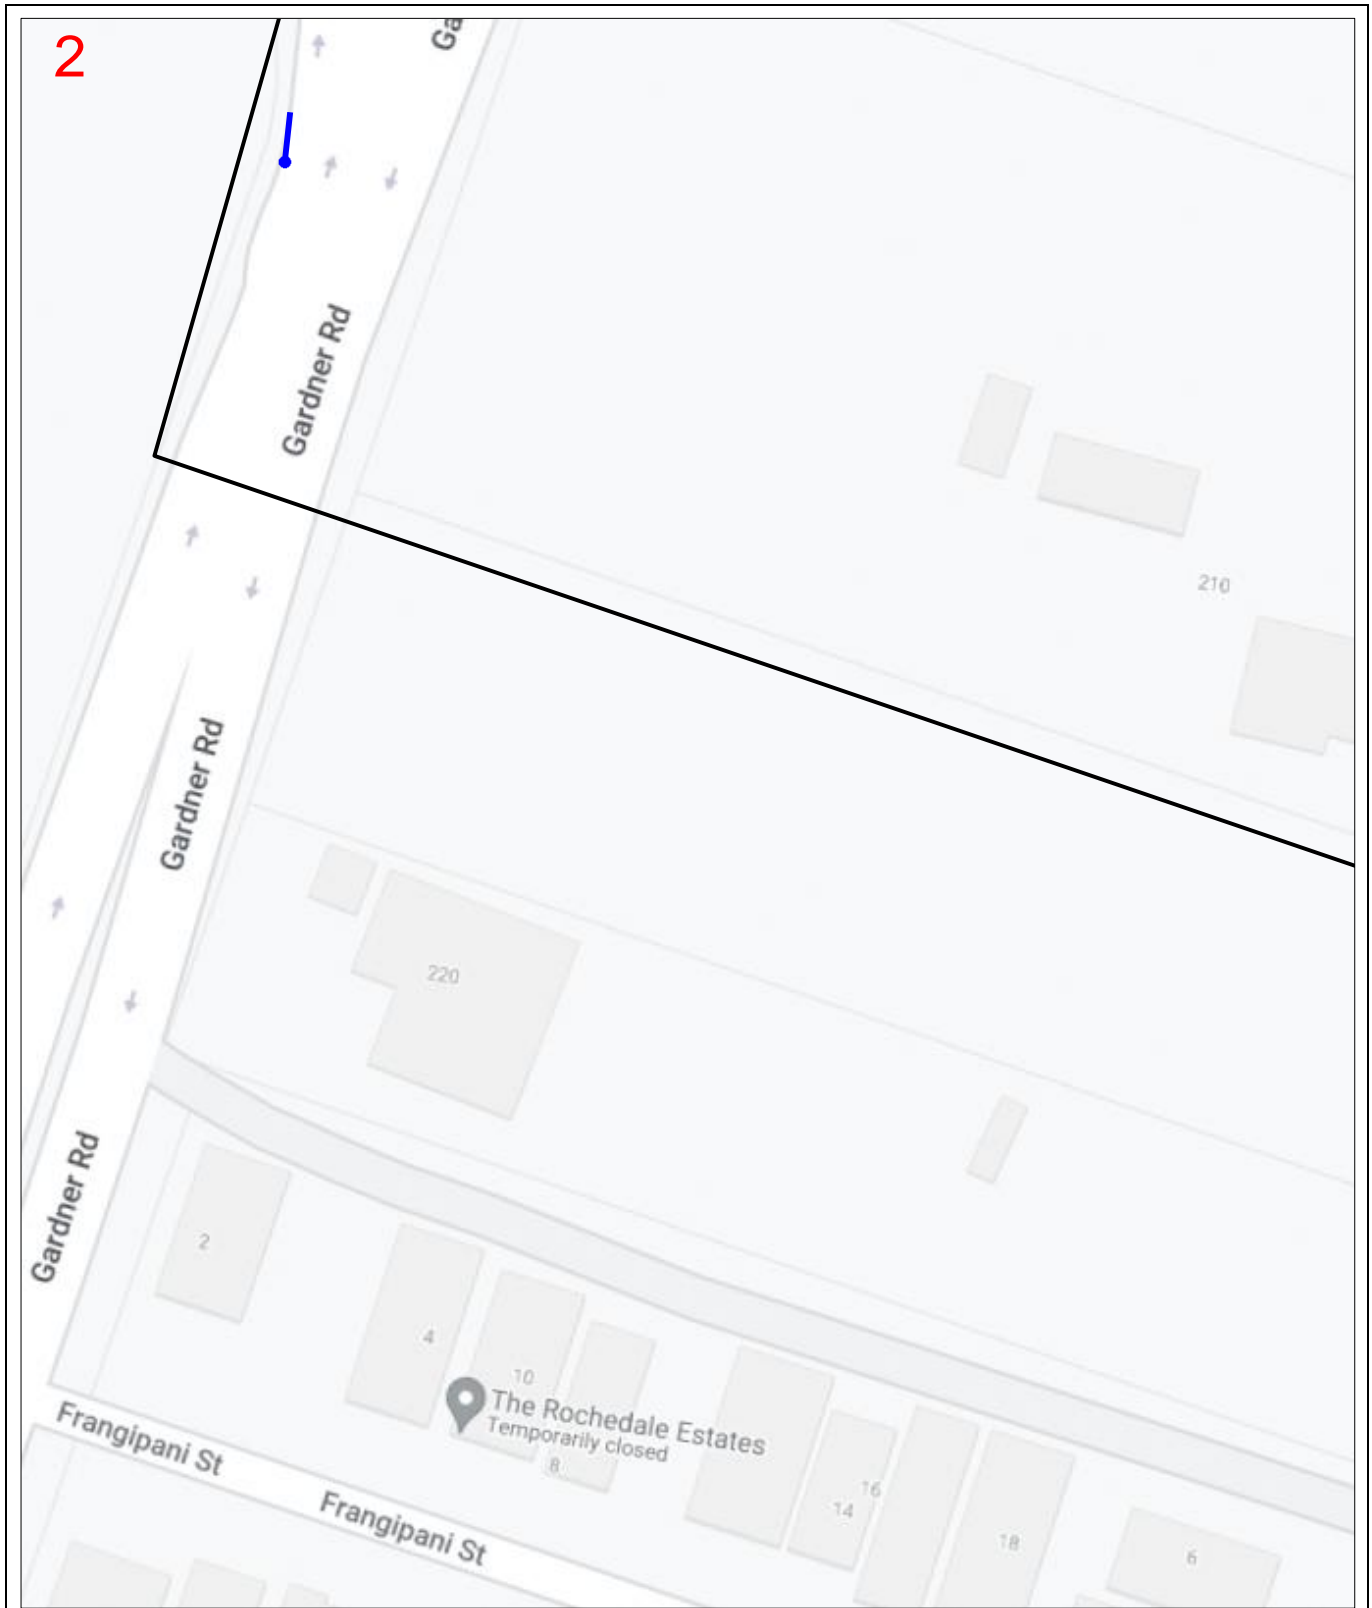 2
Ga
Gardner Rd
210
Gardner Rd
220
Gardner Rd
2
4
10
The Rochedale Estates
Temporarily closed
8
16
14
18
6
Frangipani St
Frangipani St